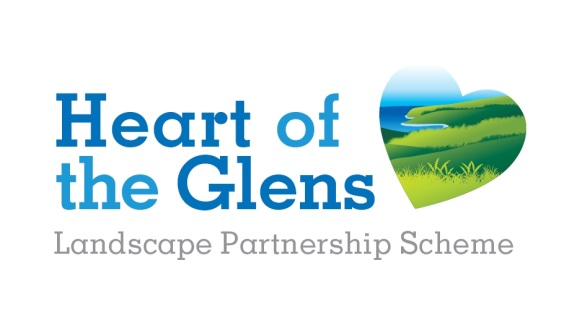 Heart of
the Glens
Landscape Partnership Scheme